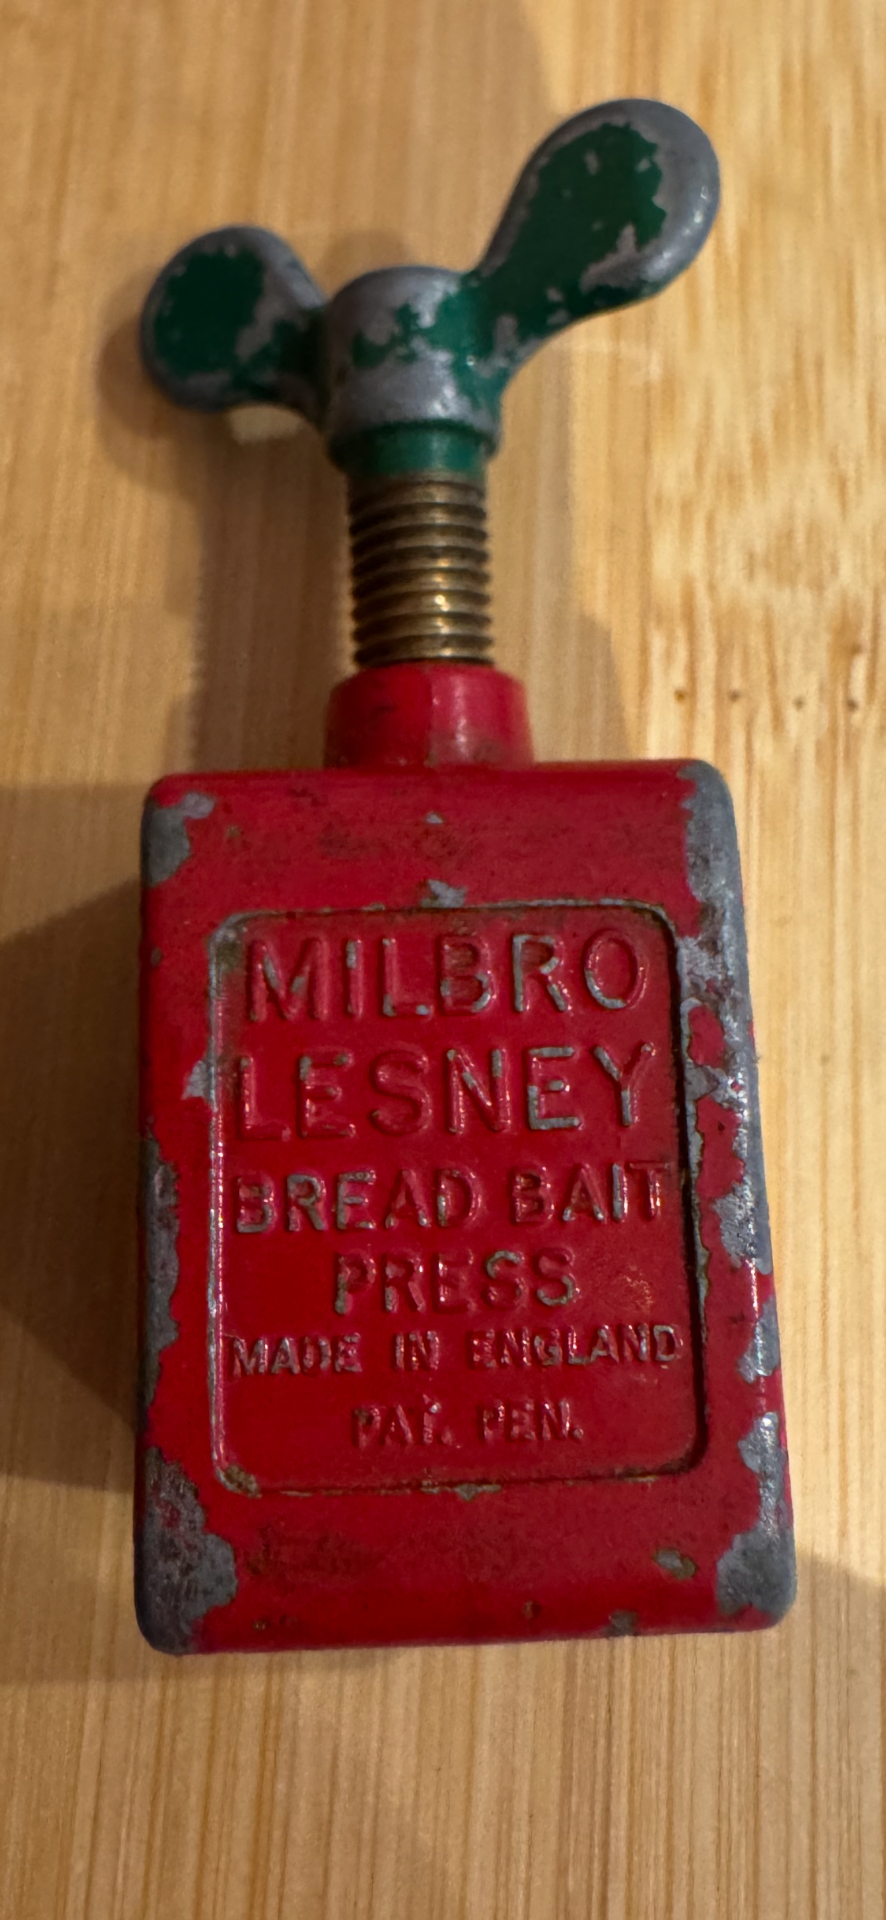 MILBRO
LESNEY
BREAD BAIT
PRESS
MADE IN ENGLAND
PAT. PEN.